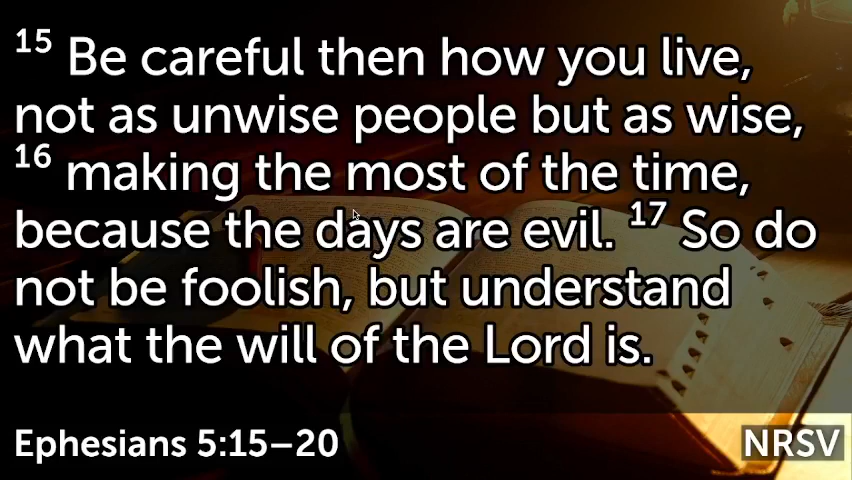 15 Be careful then how you live,
not as unwise people but as wise,
16 making the most of the time,
because the days are evil. 17 So do
not be foolish, but understand
what the will of the Lord is.
Ephesians 5:15–20
NRSV